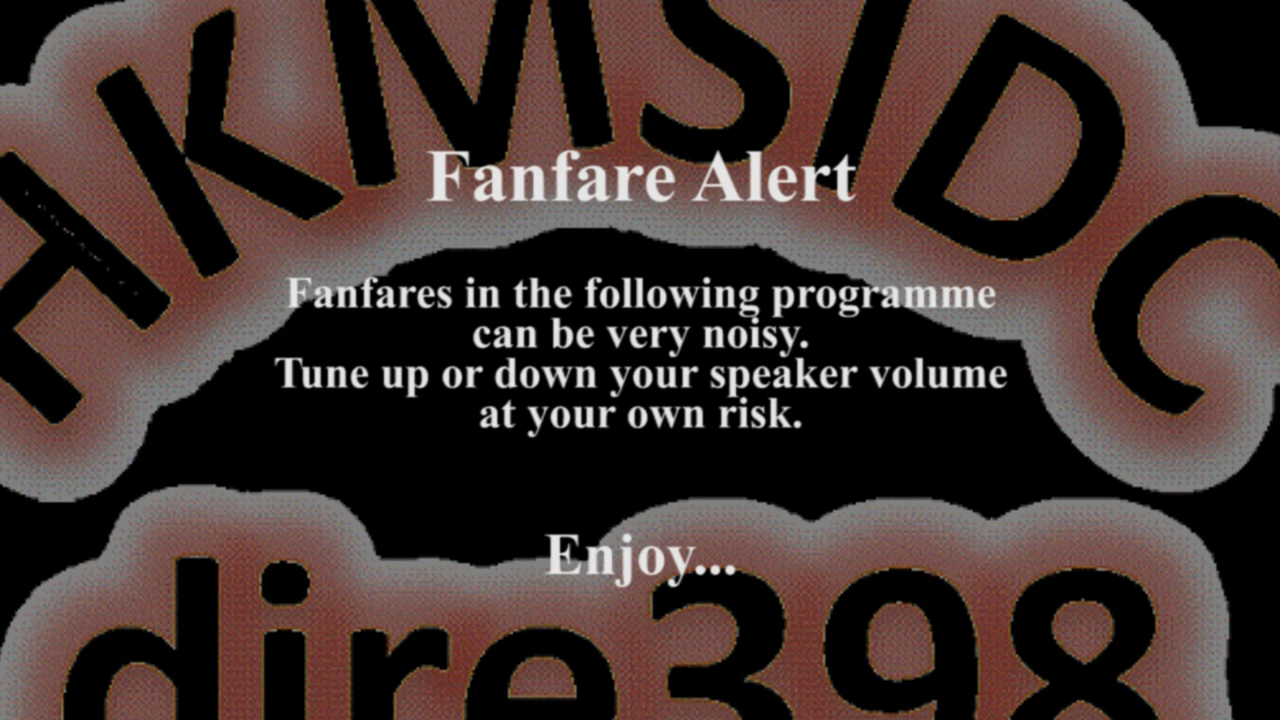 HKMSIDC
Fanfare Alert
Fanfares in the following programme
can be very noisy.
Tune up or down your speaker volume
at your own risk.
Enjoy...
dire398